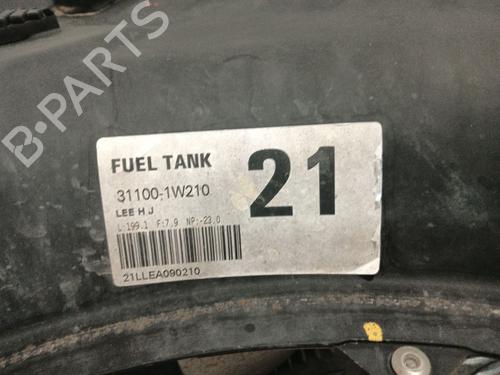 B-PARTS
FUEL TANK
31100-1W210
LEE H J
L:199.1 F:7.9 NP:-23.0
21LLEA090210
21